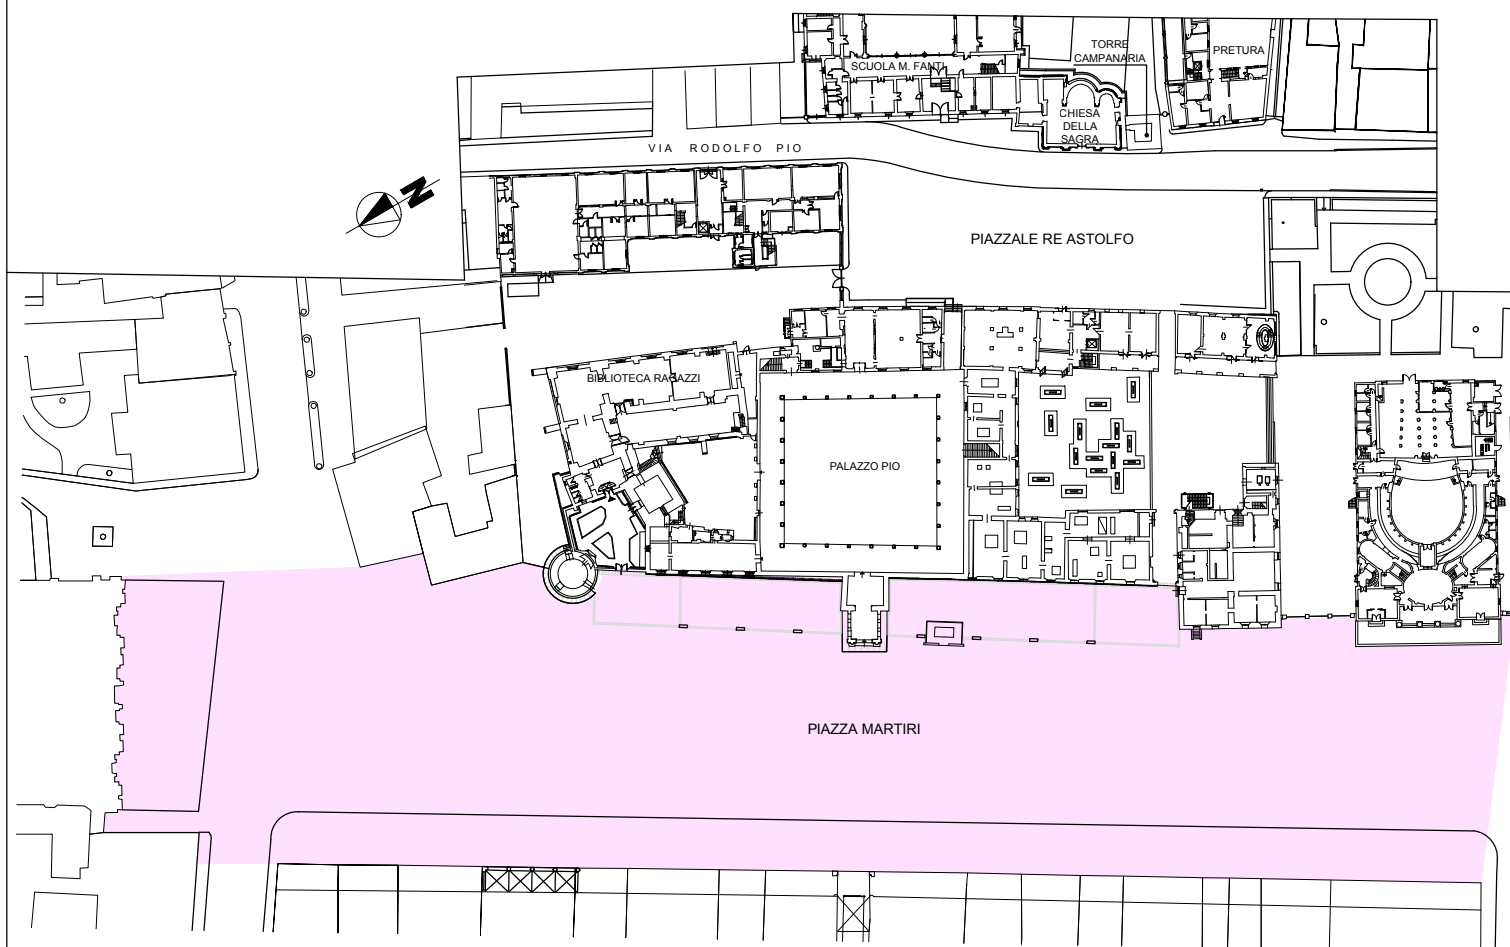 TORRE
CAMPANARIA
PRETURA
SCUOLA M. FANTI
CHIESA
DELLA
SAGRA
VIA RODOLFO PIO
N
PIAZZALE RE ASTOLFO
BIBLIOTECA RAGAZZI
PALAZZO PIO
PIAZZA MARTIRI